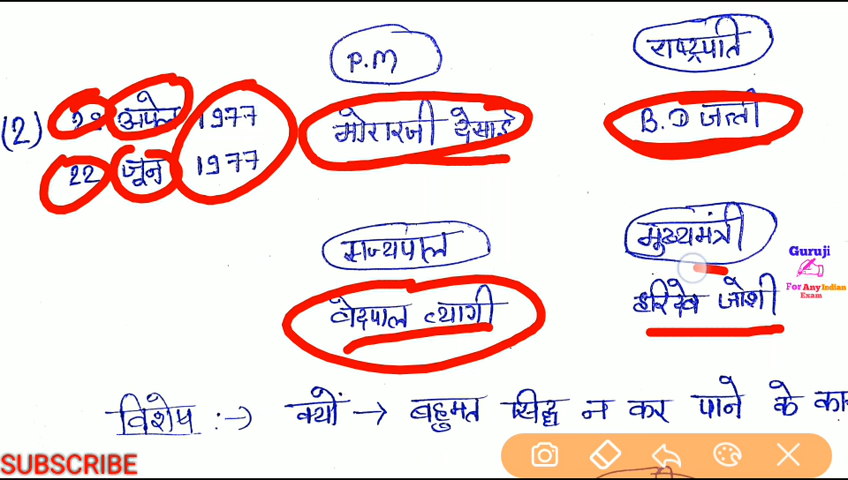 P.M
राष्ट्रपति
(2) 29 अप्रेल 1977
मोरारजी देसाई
B.D जत्ती
22 जून 1977
राज्यपाल
मुख्यमंत्री
वेदपाल त्यागी
हरिदेव जोशी
Guruji
For Any Indian
Exam
विशेष :→ क्यों → बहुमत सिद्ध न कर पाने के का
SUBSCRIBE